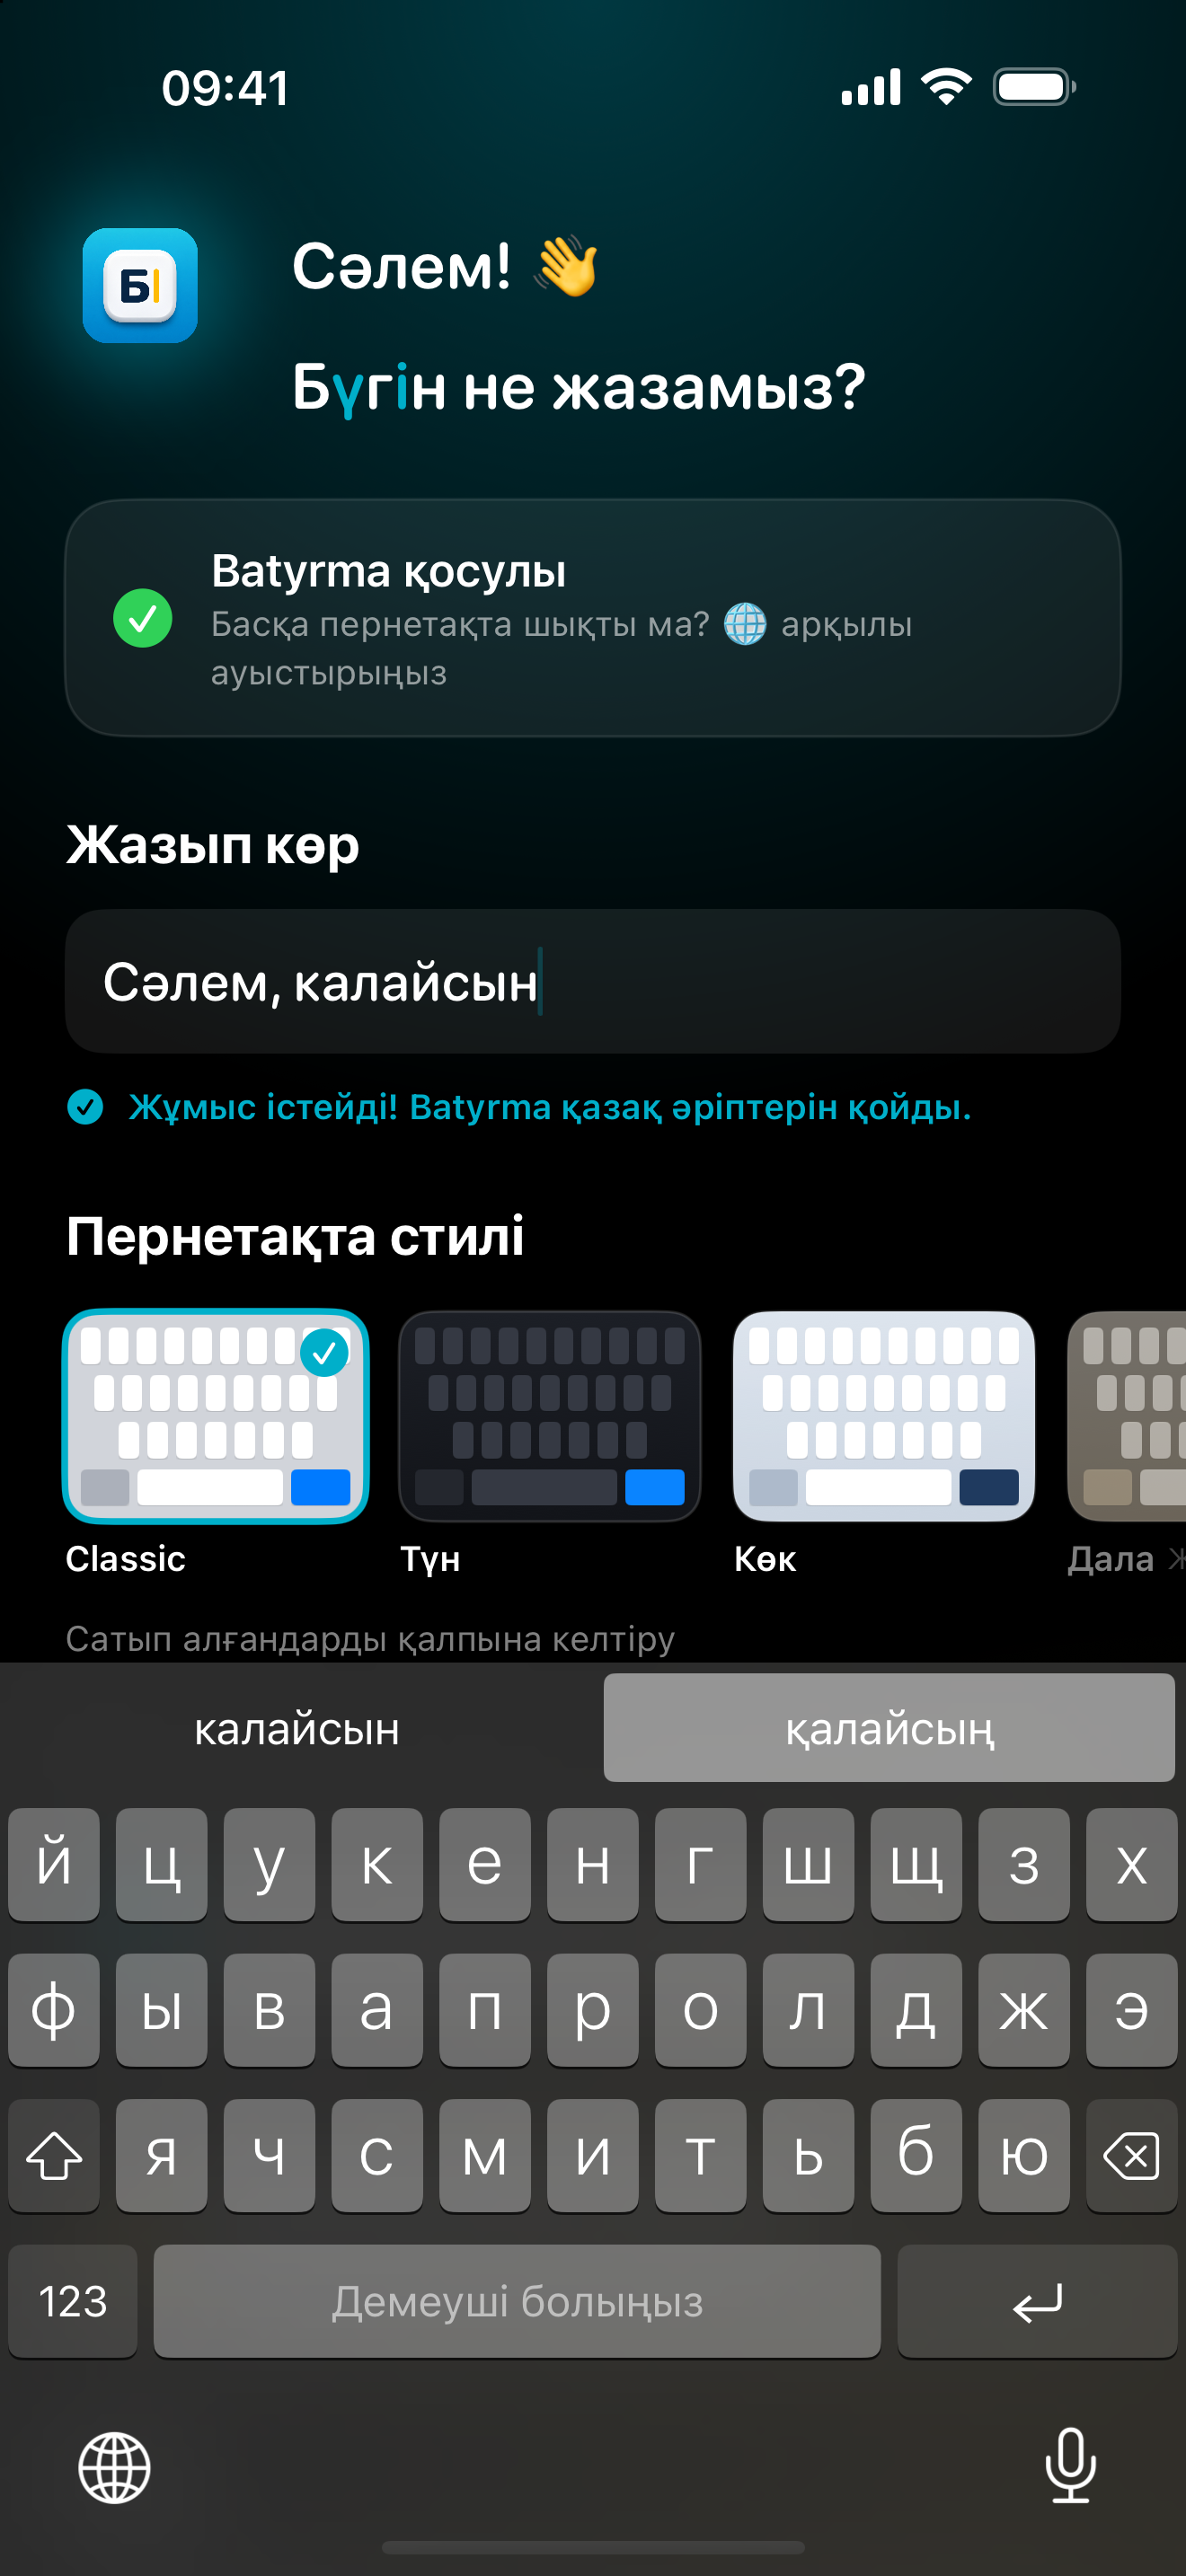 09:41
БІ
Сәлем! 👋
Бүгін не жазамыз?
Batyrma қосулы
Басқа пернетақта шықты ма? 🌐 арқылы
ауыстырыңыз
Жазып көр
Сәлем, калайсын
Жұмыс істейді! Batyrma қазақ әріптерін қойды.
Пернетақта стилі
Classic Түн Көк Дала
Сатып алғандарды қалпына келтіру
калайсын қалайсың
й ц у к е н г ш щ з х
ф ы в а п р о л д ж э
я ч с м и т ь б ю
123 Демеуші болыңыз